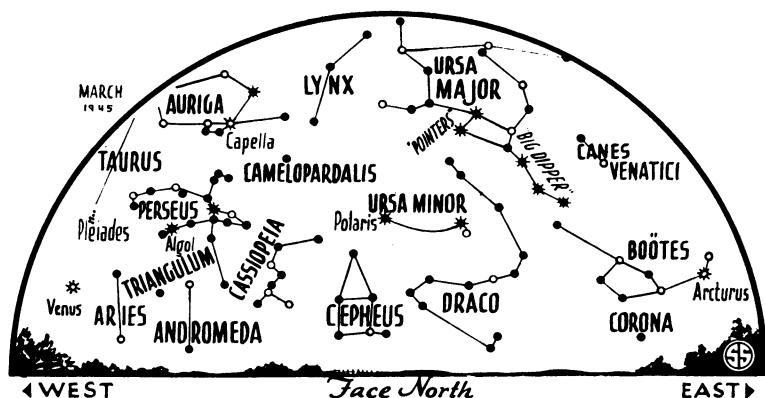 URSA
MAJOR
LYNX
MARCH
1945
AURIGA
Capella
"POINTERS"
"BIG DIPPER"
CANES
VENATICI
TAURUS
CAMELOPARDALIS
PERSEUS
Algol
Pleiades
URSA MINOR
Polaris
CASSIOPEIA
TRIANGULUM
BOÖTES
Arcturus
Venus
ARIES
ANDROMEDA
CEPHEUS
DRACO
CORONA
SS
WEST
Face North
EAST